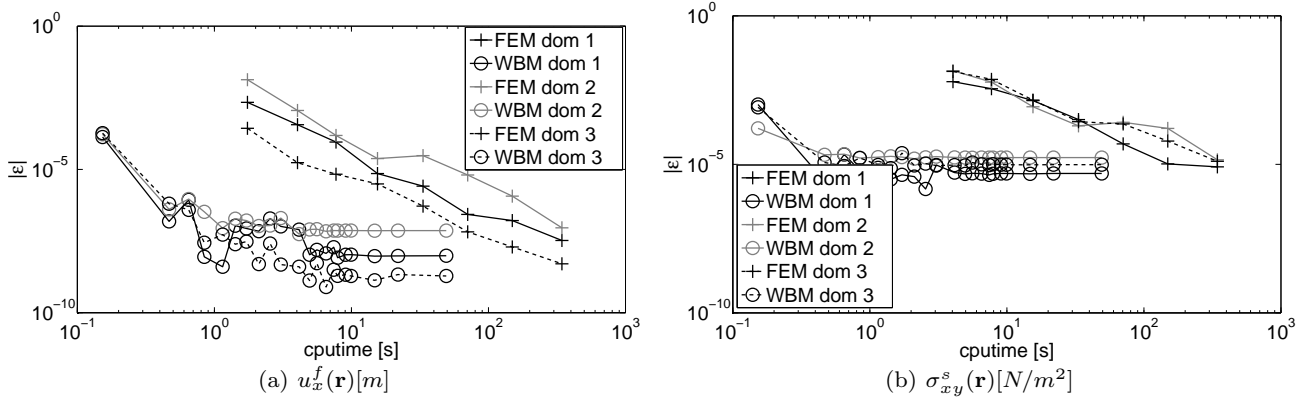 10^0
10^-5
10^-10
|ε|
FEM dom 1
WBM dom 1
FEM dom 2
WBM dom 2
FEM dom 3
WBM dom 3
10^-1 10^0 10^1 10^2 10^3
cputime [s]
(a) u_x^f(r)[m]
10^0
10^-5
10^-10
|ε|
FEM dom 1
WBM dom 1
FEM dom 2
WBM dom 2
FEM dom 3
WBM dom 3
10^-1 10^0 10^1 10^2 10^3
cputime [s]
(b) σ_xy^s(r)[N/m^2]